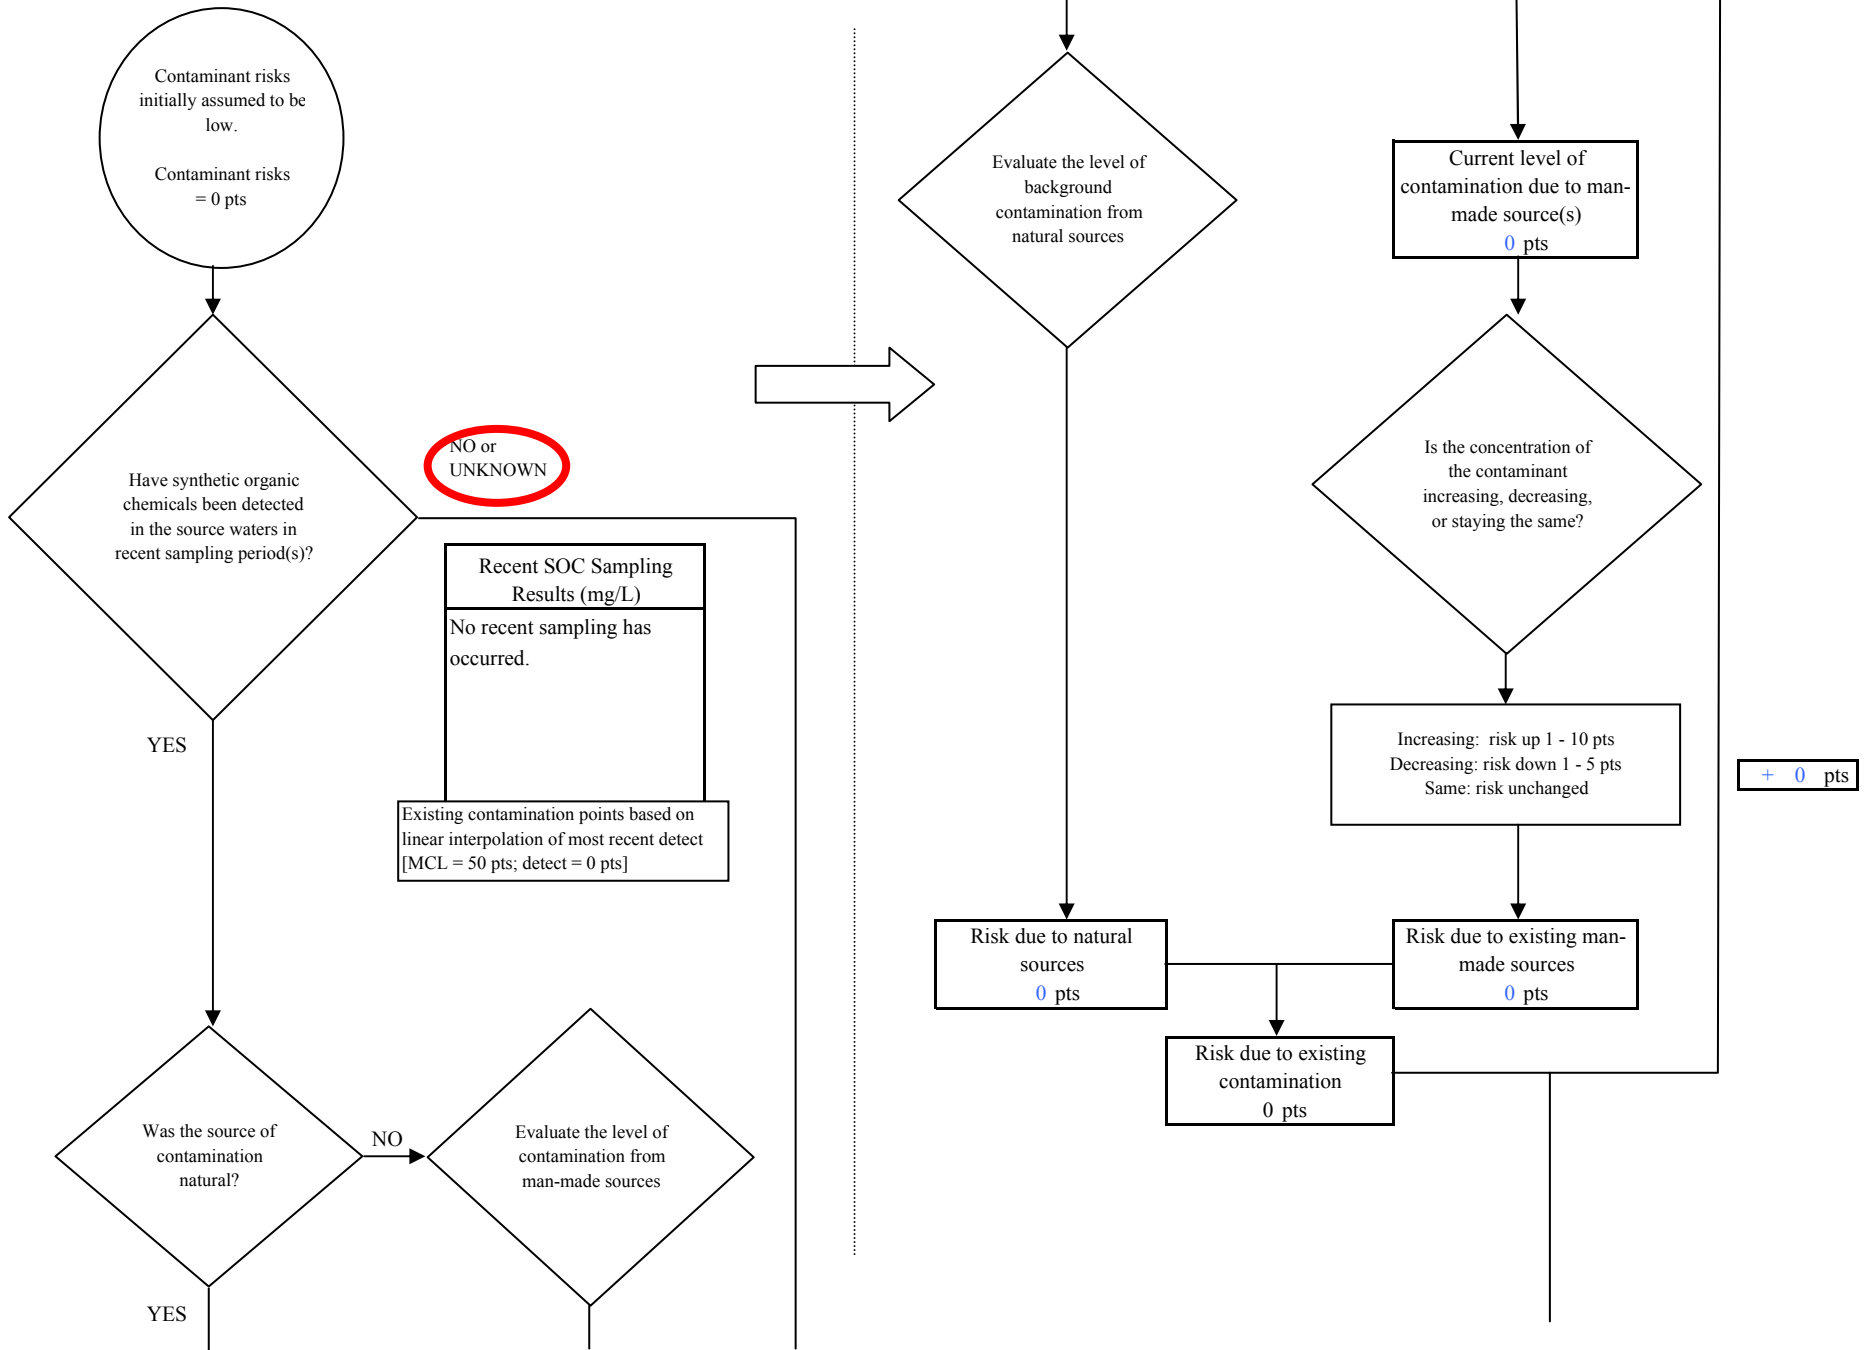 Contaminant risks
initially assumed to be
low.
Contaminant risks
= 0 pts
Have synthetic organic
chemicals been detected
in the source waters in
recent sampling period(s)?
NO or
UNKNOWN
Recent SOC Sampling
Results (mg/L)
No recent sampling has
occurred.
Existing contamination points based on
linear interpolation of most recent detect
[MCL = 50 pts; detect = 0 pts]
YES
Was the source of
contamination
natural?
NO
Evaluate the level of
contamination from
man-made sources
YES
Evaluate the level of
background
contamination from
natural sources
Current level of
contamination due to man-
made source(s)
0 pts
Is the concentration of
the contaminant
increasing, decreasing,
or staying the same?
Increasing: risk up 1 - 10 pts
Decreasing: risk down 1 - 5 pts
Same: risk unchanged
+ 0 pts
Risk due to natural
sources
0 pts
Risk due to existing man-
made sources
0 pts
Risk due to existing
contamination
0 pts